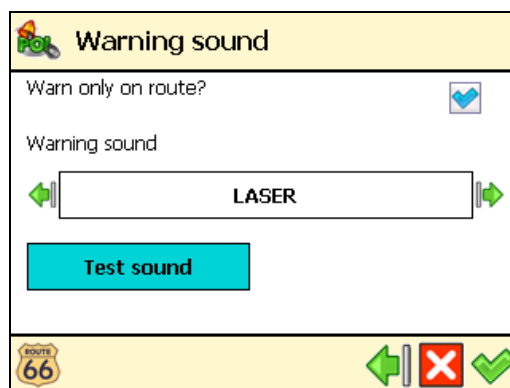 POI
Warning sound
Warn only on route?
Warning sound
LASER
Test sound
ROUTE
66